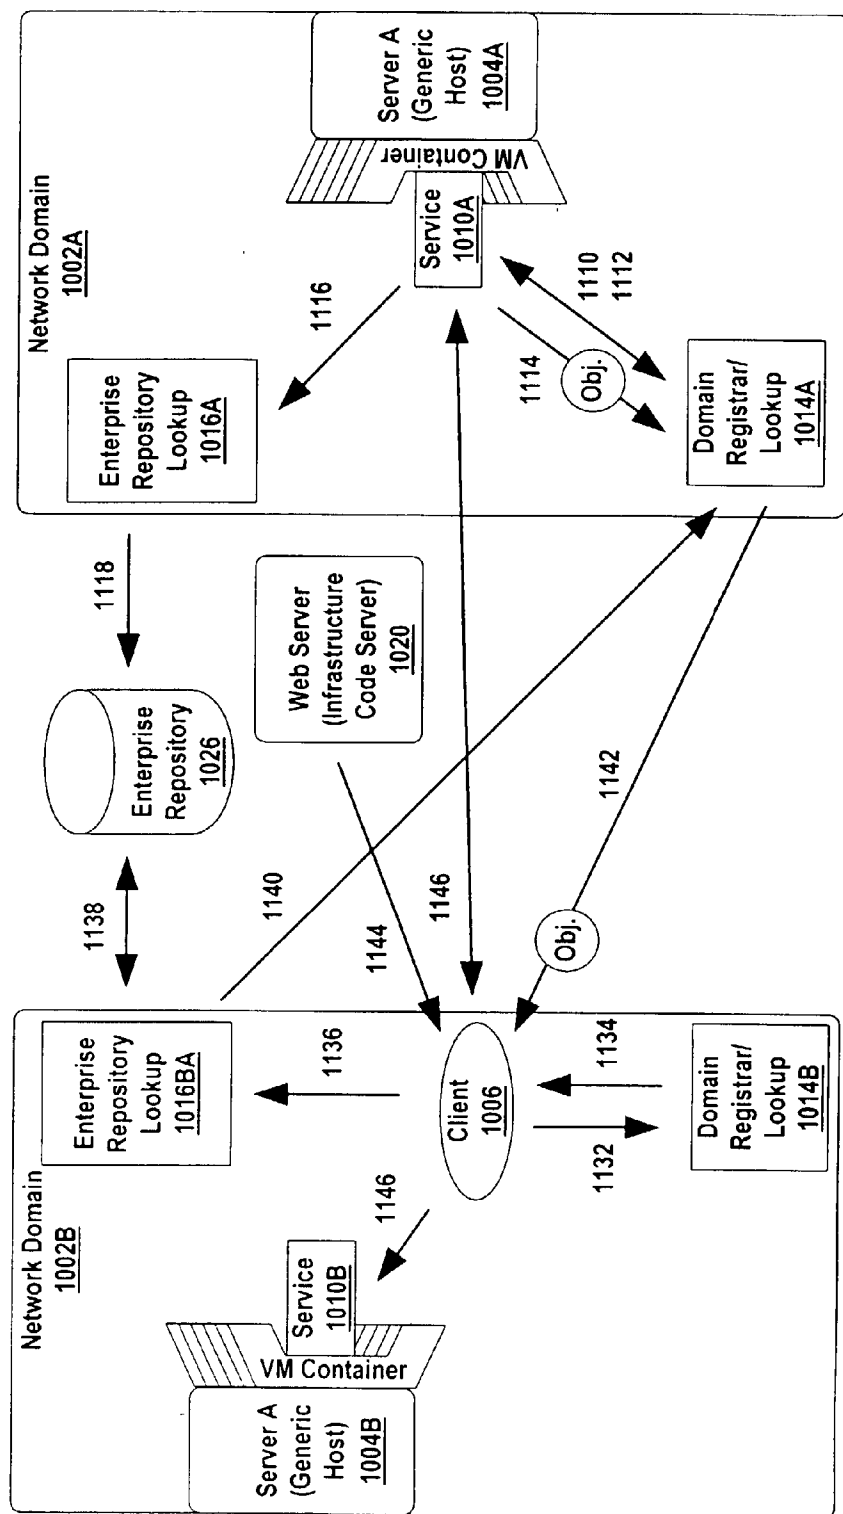 Network Domain
1002B
Server A
(Generic
Host)
1004B
VM Container
Service
1010B
1146
Enterprise
Repository
Lookup
1016BA
1136
Client
1006
1132
1134
Domain
Registrar/
Lookup
1014B
1138
Enterprise
Repository
1026
1118
1140
1144
Web Server
(Infrastructure
Code Server)
1020
1146
Obj.
1142
Network Domain
1002A
Enterprise
Repository
Lookup
1016A
1116
Service
1010A
VM Container
Server A
(Generic
Host)
1004A
1114
Obj.
1110
1112
Domain
Registrar/
Lookup
1014A